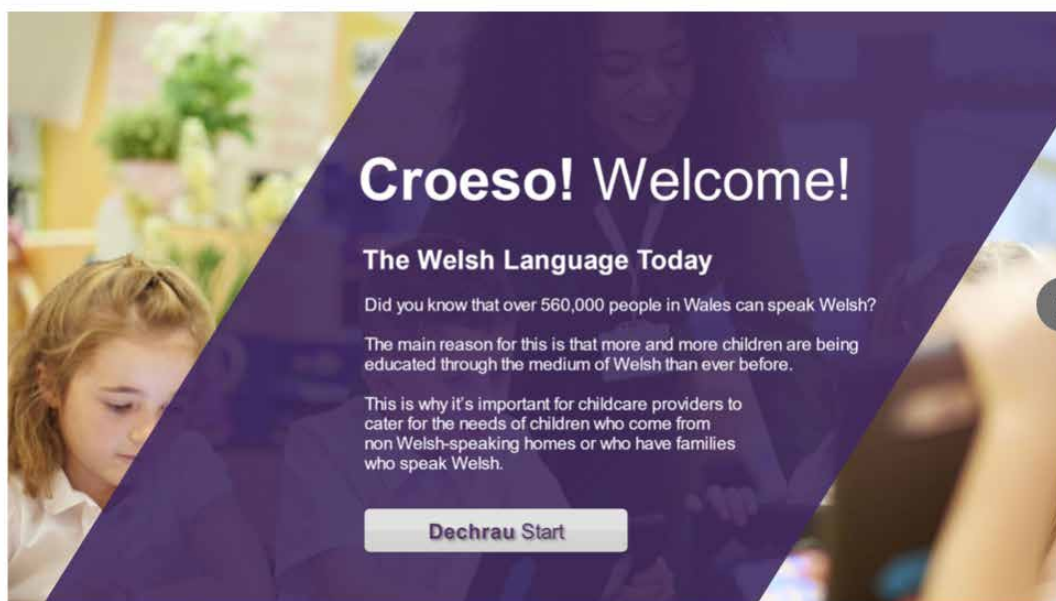 Croeso! Welcome!
The Welsh Language Today
Did you know that over 560,000 people in Wales can speak Welsh?
The main reason for this is that more and more children are being
educated through the medium of Welsh than ever before.
This is why it's important for childcare providers to
cater for the needs of children who come from
non Welsh-speaking homes or who have families
who speak Welsh.
Dechrau Start